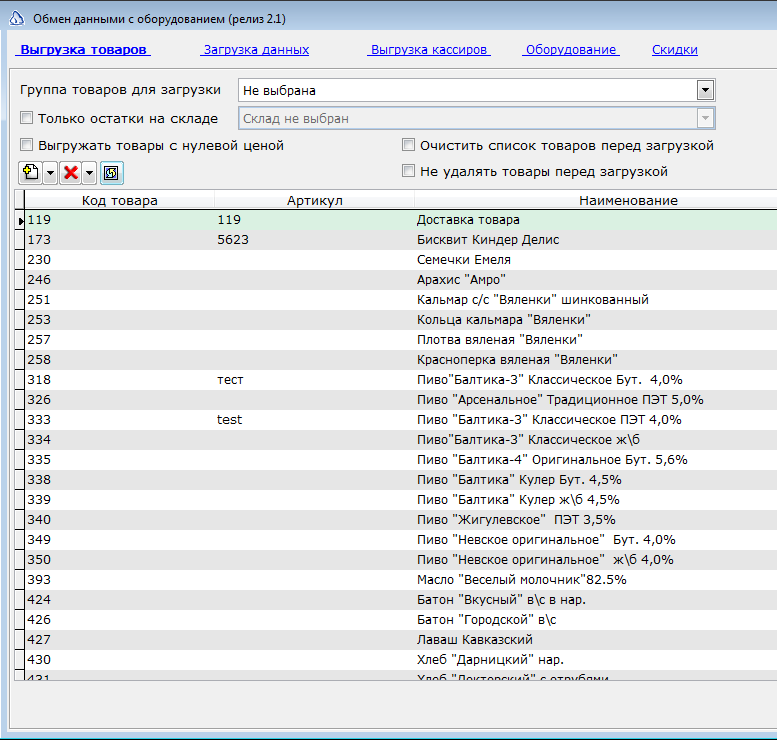 Обмен данными с оборудованием (релиз 2.1)
Выгрузка товаров Загрузка данных Выгрузка кассиров Оборудование Скидки
Группа товаров для загрузки Не выбрана
Только остатки на складе Склад не выбран
Выгружать товары с нулевой ценой Очистить список товаров перед загрузкой
Не удалять товары перед загрузкой
Код товара Артикул Наименование
119 119 Доставка товара
173 5623 Бисквит Киндер Делис
230 Семечки Емеля
246 Арахис "Амро"
251 Кальмар с/с "Вяленки" шинкованный
253 Кольца кальмара "Вяленки"
257 Плотва вяленая "Вяленки"
258 Красноперка вяленая "Вяленки"
318 тест Пиво"Балтика-3" Классическое Бут.  4,0%
326 Пиво "Арсенальное" Традиционное ПЭТ 5,0%
333 test Пиво "Балтика-3" Классическое ПЭТ 4,0%
334 Пиво"Балтика-3" Классическое ж\б
335 Пиво "Балтика-4" Оригинальное Бут. 5,6%
338 Пиво "Балтика" Кулер Бут. 4,5%
339 Пиво "Балтика" Кулер ж\б 4,5%
340 Пиво "Жигулевское"  ПЭТ 3,5%
349 Пиво "Невское оригинальное"  Бут. 4,0%
350 Пиво "Невское оригинальное"  ж\б 4,0%
393 Масло "Веселый молочник"82.5%
424 Батон "Вкусный" в\с в нар.
426 Батон "Городской" в\с
427 Лаваш Кавказский
430 Хлеб "Дарницкий" нар.
431 Хлеб "Докторский" с отрубями